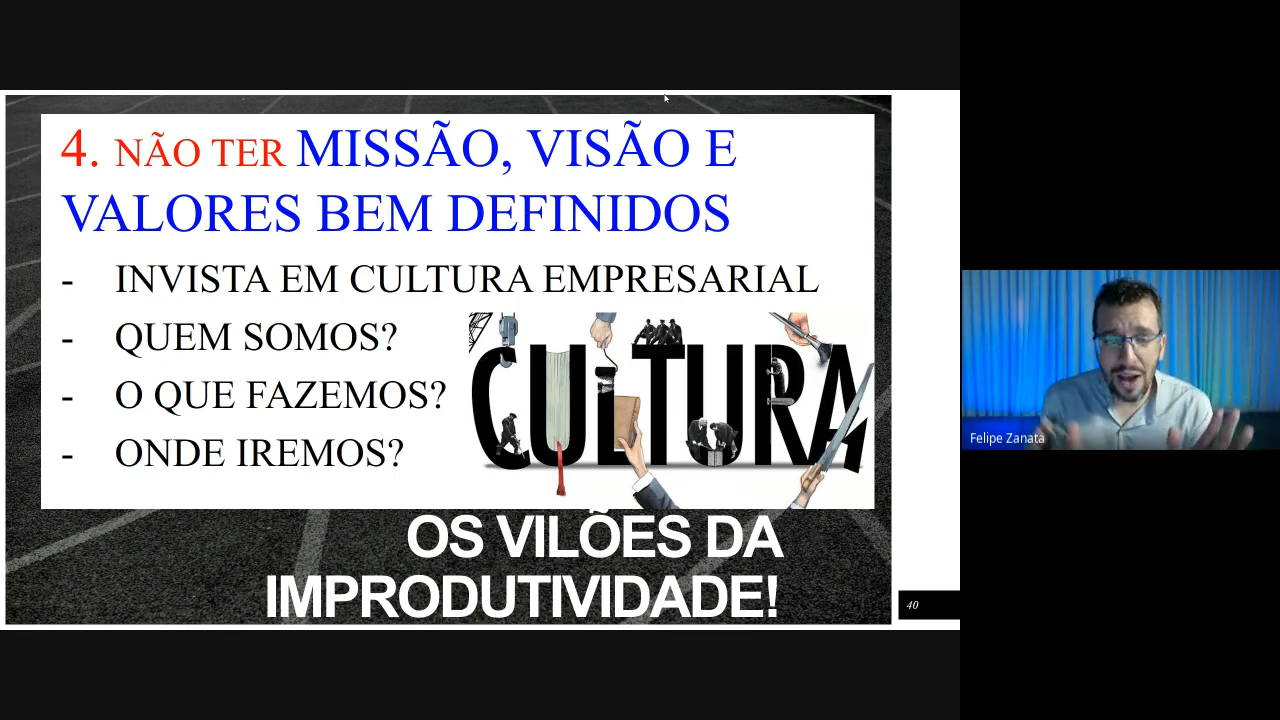 4. NÃO TER MISSÃO, VISÃO E
VALORES BEM DEFINIDOS
- INVISTA EM CULTURA EMPRESARIAL
- QUEM SOMOS?
- O QUE FAZEMOS?
- ONDE IREMOS?
CULTURA
OS VILÕES DA
IMPRODUTIVIDADE!
40
Felipe Zanata